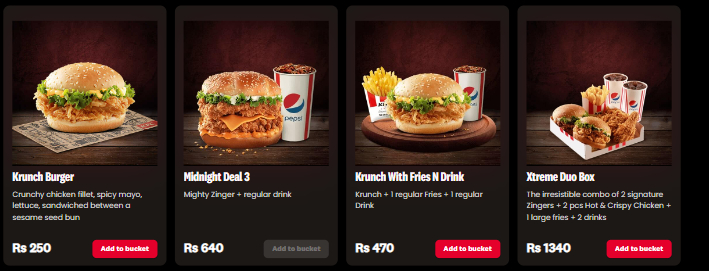 pepsi
Krunch Burger
Crunchy chicken fillet, spicy mayo,
lettuce, sandwiched between a
sesame seed bun
Rs 250
Add to bucket
Midnight Deal 3
Mighty Zinger + regular drink
Rs 640
Add to bucket
Krunch With Fries N Drink
Krunch + 1 regular Fries + 1 regular
Drink
Rs 470
Add to bucket
Xtreme Duo Box
The irresistible combo of 2 signature
Zingers + 2 pcs Hot & Crispy Chicken +
1 large fries + 2 drinks
Rs 1340
Add to bucket